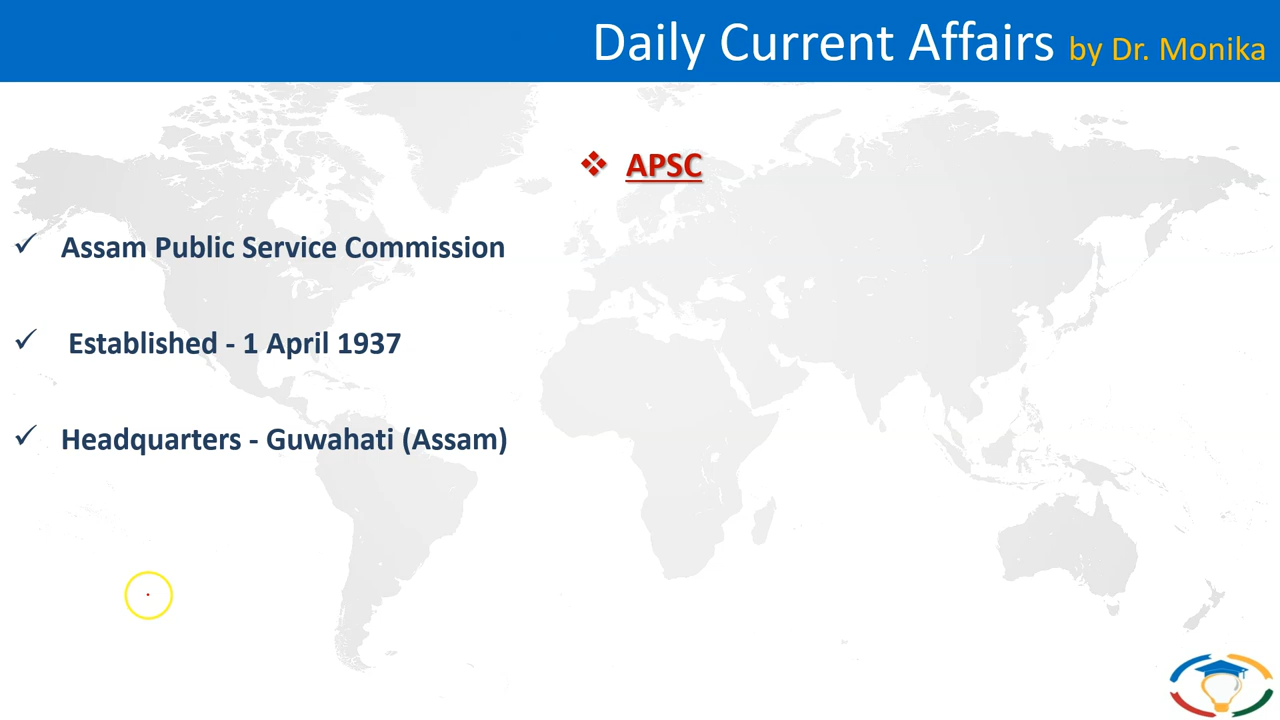 Daily Current Affairs by Dr. Monika
❖ APSC
✓ Assam Public Service Commission
✓ Established - 1 April 1937
✓ Headquarters - Guwahati (Assam)